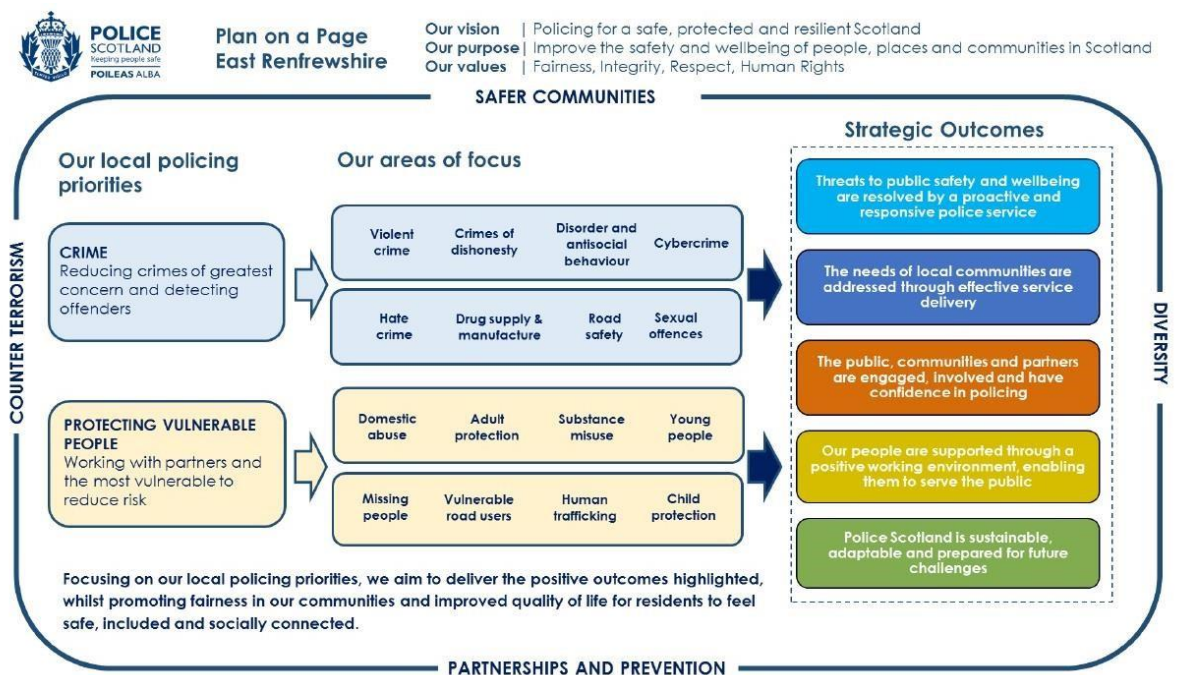 POLICE
SCOTLAND
Keeping people safe
POILEAS ALBA
Plan on a Page
East Renfrewshire
Our vision | Policing for a safe, protected and resilient Scotland
Our purpose | Improve the safety and wellbeing of people, places and communities in Scotland
Our values | Fairness, Integrity, Respect, Human Rights
SAFER COMMUNITIES
COUNTER TERRORISM
Our local policing
priorities
CRIME
Reducing crimes of greatest
concern and detecting
offenders
PROTECTING VULNERABLE
PEOPLE
Working with partners and
the most vulnerable to
reduce risk
Our areas of focus
Violent
crime
Crimes of
dishonesty
Disorder and
antisocial
behaviour
Cybercrime
Hate
crime
Drug supply &
manufacture
Road
safety
Sexual
offences
Domestic
abuse
Adult
protection
Substance
misuse
Young
people
Missing
people
Vulnerable
road users
Human
trafficking
Child
protection
Strategic Outcomes
Threats to public safety and wellbeing
are resolved by a proactive and
responsive police service
The needs of local communities are
addressed through effective service
delivery
The public, communities and partners
are engaged, involved and have
confidence in policing
Our people are supported through a
positive working environment, enabling
them to serve the public
Police Scotland is sustainable,
adaptable and prepared for future
challenges
DIVERSITY
Focusing on our local policing priorities, we aim to deliver the positive outcomes highlighted,
whilst promoting fairness in our communities and improved quality of life for residents to feel
safe, included and socially connected.
PARTNERSHIPS AND PREVENTION